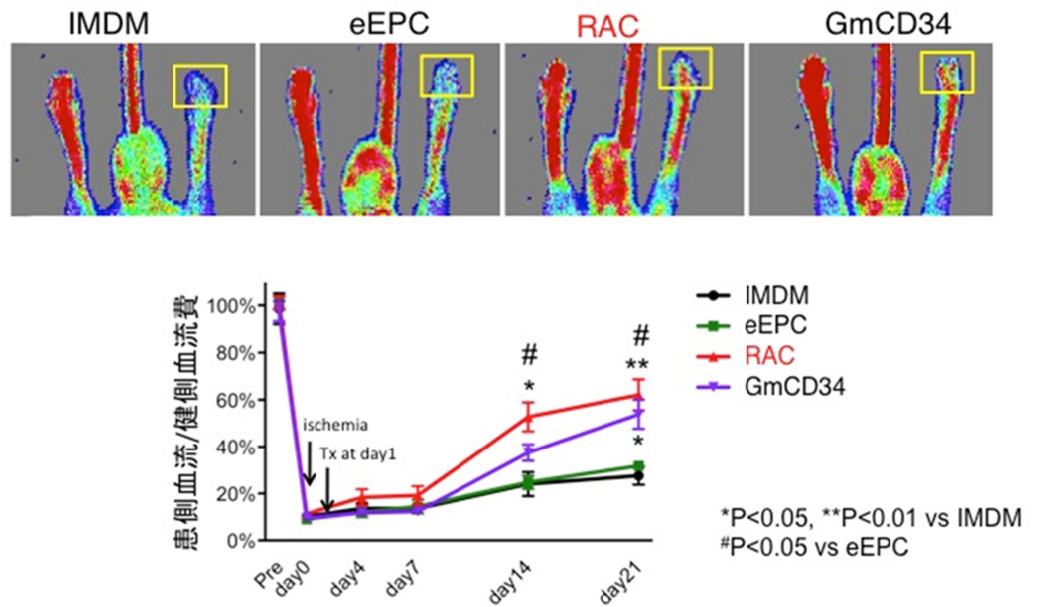 IMDM
eEPC
RAC
GmCD34
患側血流/健側血流費
100%
80%
60%
40%
20%
0%
ischemia
Tx at day1
#
*
#
**
*
Pre
day0
day4
day7
day14
day21
IMDM
eEPC
RAC
GmCD34
*P<0.05, **P<0.01 vs IMDM
#P<0.05 vs eEPC